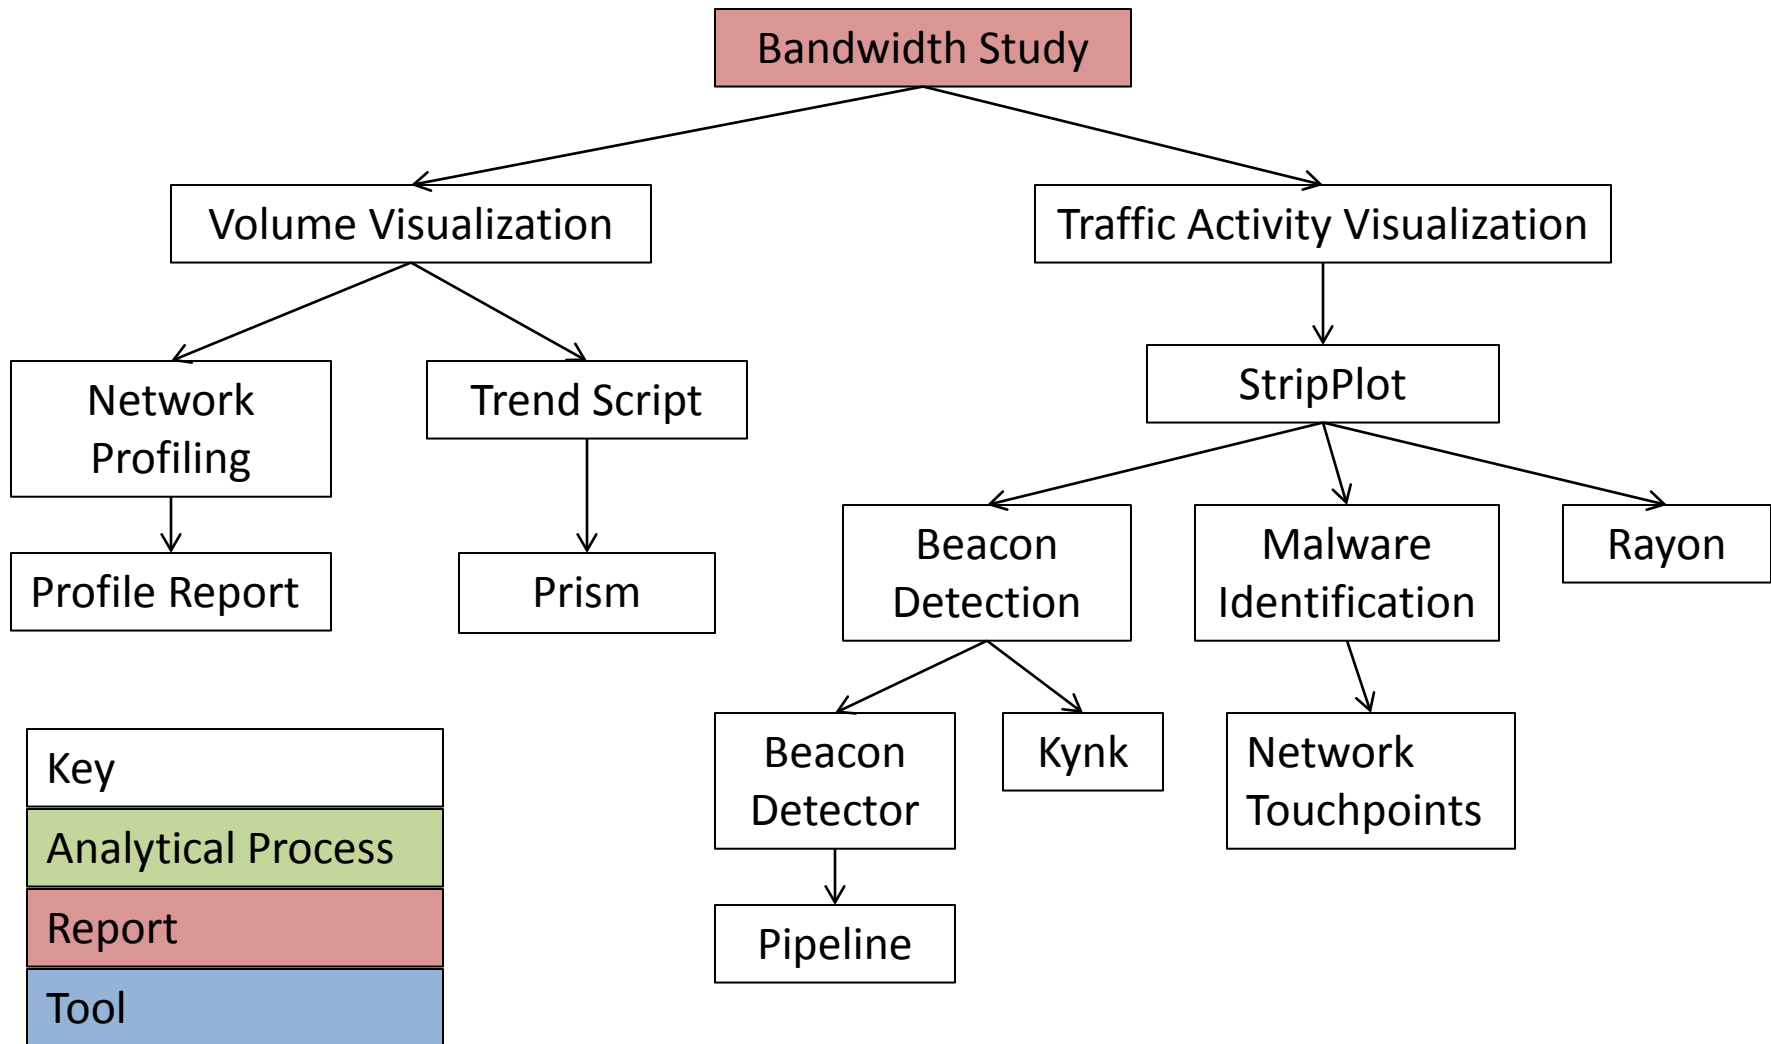 Bandwidth Study
Volume Visualization
Traffic Activity Visualization
Network
Profiling
Trend Script
StripPlot
Profile Report
Prism
Beacon
Detection
Malware
Identification
Rayon
Beacon
Detector
Kynk
Network
Touchpoints
Pipeline
Key
Analytical Process
Report
Tool